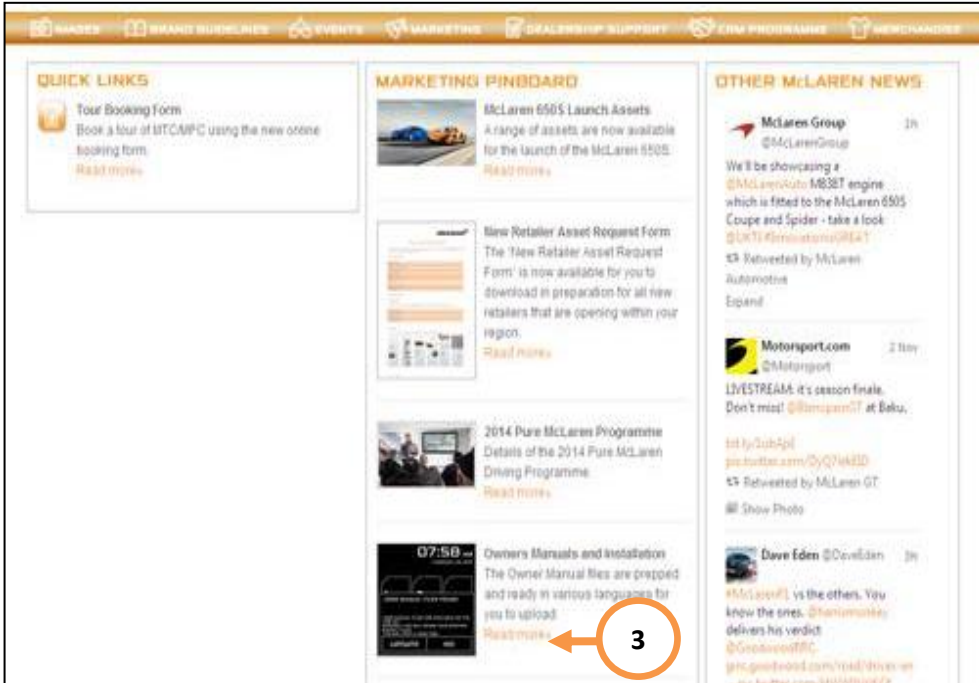 IMAGES BRAND GUIDELINES EVENTS MARKETING DEALERSHIP SUPPORT CRM PROGRAMME MERCHANDISE
QUICK LINKS
Tour Booking Form
Book a tour of MTC/MPC using the new online
booking form.
Read more
MARKETING PINBOARD
McLaren 650S Launch Assets
A range of assets are now available
for the launch of the McLaren 650S.
Read more
New Retailer Asset Request Form
The 'New Retailer Asset Request
Form' is now available for you to
download in preparation for all new
retailers that are opening within your
region.
Read more
2014 Pure McLaren Programme
Details of the 2014 Pure McLaren
Driving Programme.
Read more
07:58
Owners Manuals and Installation
The Owner Manual files are prepped
and ready in various languages for
you to upload
Read more
3
OTHER McLAREN NEWS
McLaren Group 1h
@McLarenGroup
We'll be showcasing a
@McLarenAuto M838T engine
which is fitted to the McLaren 650S
Coupe and Spider - take a look
@UKTI #InnovationisGREAT
Retweeted by McLaren
Automotive
Expand
Motorsport.com 2 Nov
@Motorsport
LIVESTREAM: it's season finale.
Don't miss! @BlancpainGT at Baku.
Retweeted by McLaren GT
Show Photo
Dave Eden @DaveEden
#McLarenF1 vs the others. You
know the ones. @harrismonkey
delivers his verdict
@GoodwoodRRC